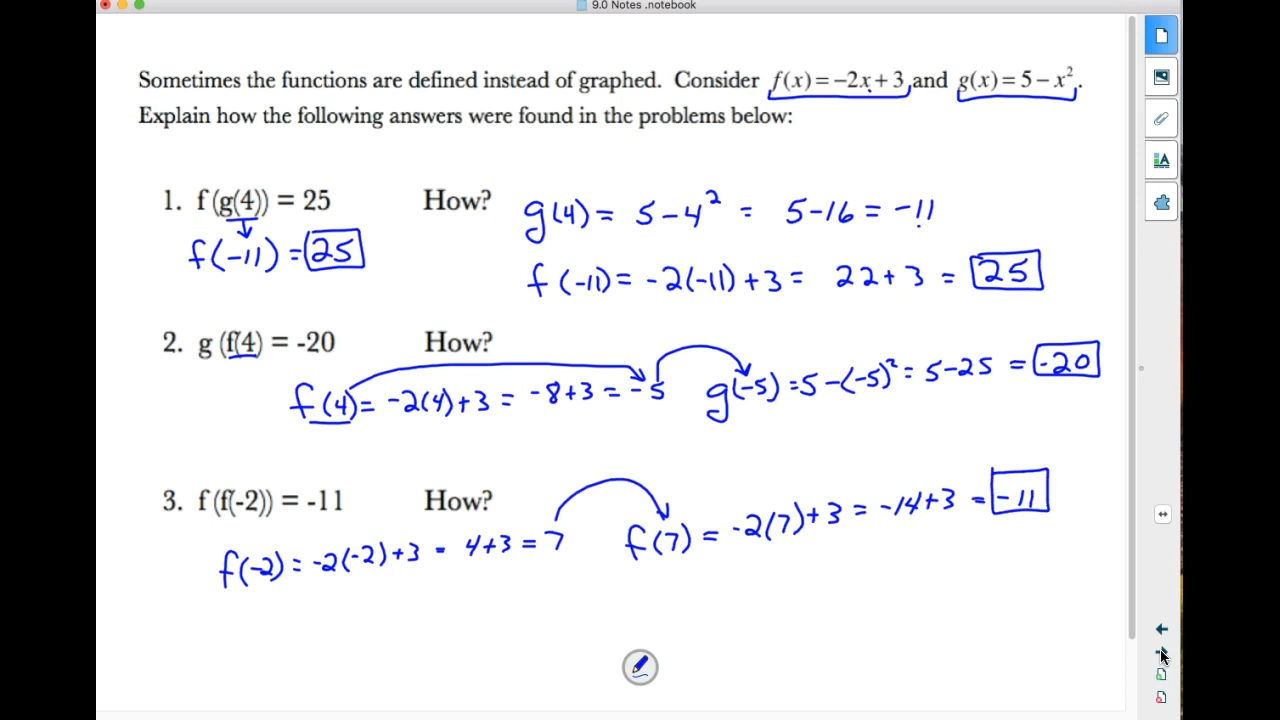 9.0 Notes .notebook
Sometimes the functions are defined instead of graphed. Consider f(x) = −2x + 3 and g(x) = 5 − x².
Explain how the following answers were found in the problems below:
1. f (g(4)) = 25 How? g(4) = 5 − 4² = 5 − 16 = −11
f(−11) = 25
f(−11) = −2(−11) + 3 = 22 + 3 = 25
2. g (f(4) = -20 How?
f(4) = −2(4) + 3 = −8 + 3 = −5 g(−5) = 5 − (−5)² = 5 − 25 = −20
3. f (f(-2)) = -11 How?
f(−2) = −2(−2) + 3 = 4 + 3 = 7 f(7) = −2(7) + 3 = −14 + 3 = −11